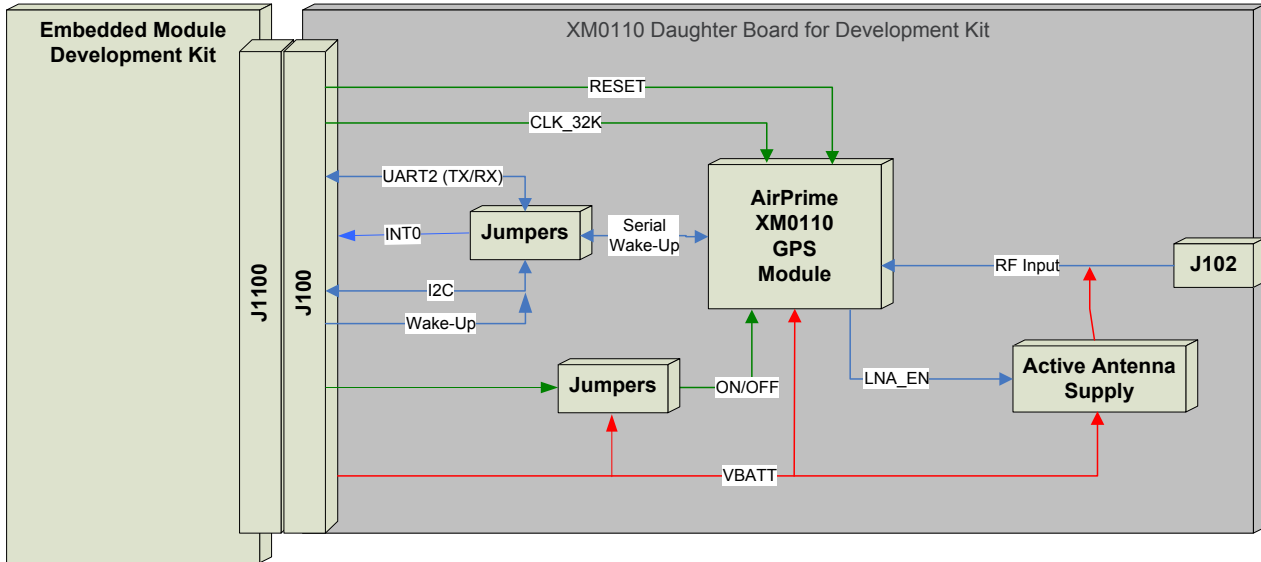 Embedded Module
Development Kit
XM0110 Daughter Board for Development Kit
J1100
J100
RESET
CLK_32K
UART2 (TX/RX)
INT0
Jumpers
Serial
Wake-Up
I2C
Wake-Up
AirPrime
XM0110
GPS
Module
RF Input
J102
Jumpers
ON/OFF
LNA_EN
Active Antenna
Supply
VBATT